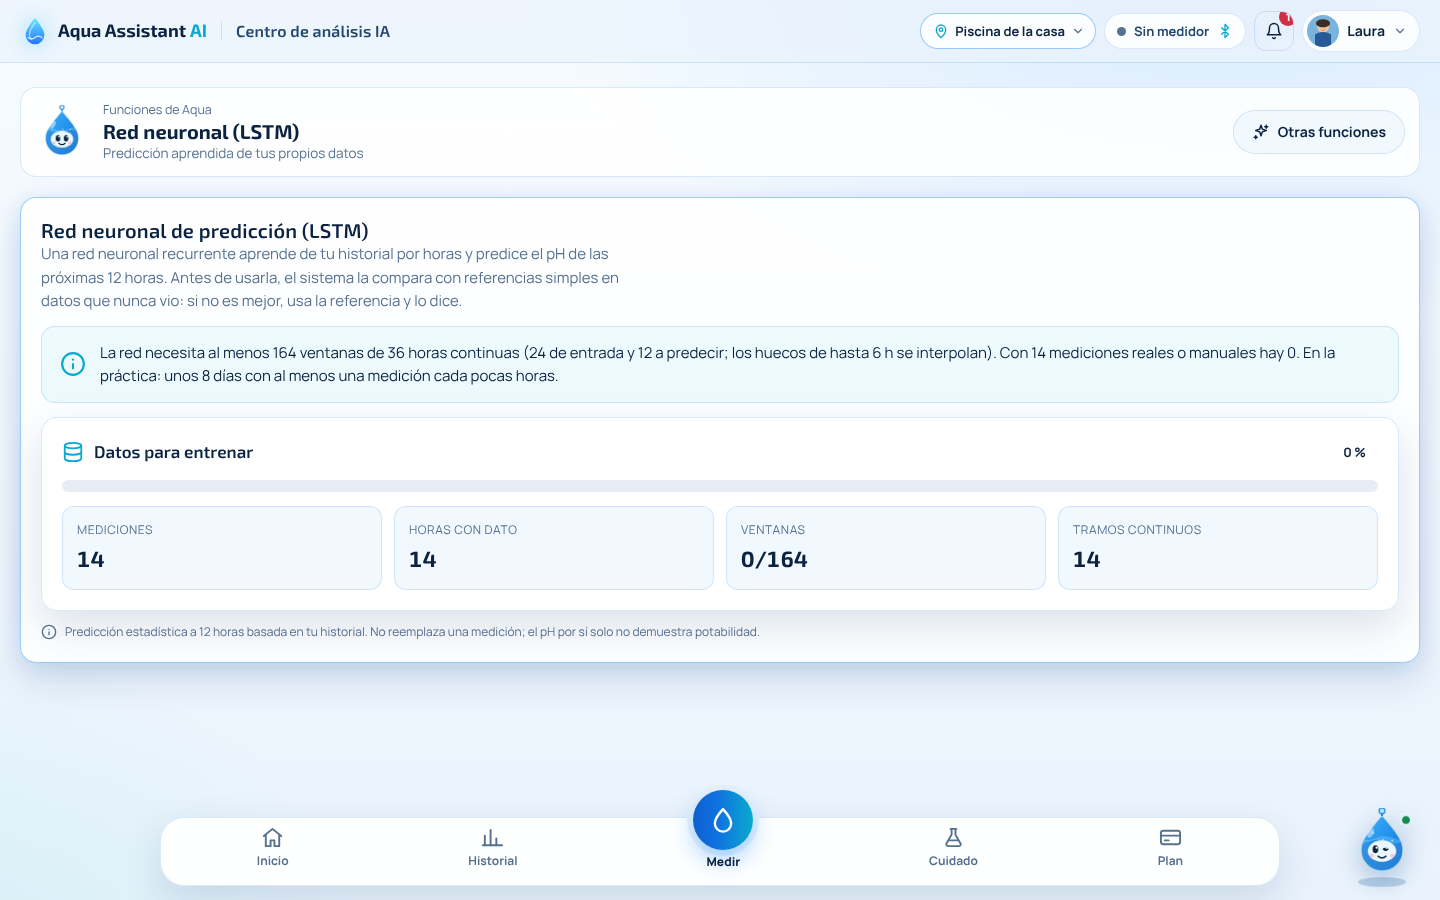 Aqua Assistant AI
Centro de análisis IA
Piscina de la casa
Sin medidor
1
Laura
Funciones de Aqua
Red neuronal (LSTM)
Predicción aprendida de tus propios datos
Otras funciones
Red neuronal de predicción (LSTM)
Una red neuronal recurrente aprende de tu historial por horas y predice el pH de las
próximas 12 horas. Antes de usarla, el sistema la compara con referencias simples en
datos que nunca vio: si no es mejor, usa la referencia y lo dice.
La red necesita al menos 164 ventanas de 36 horas continuas (24 de entrada y 12 a predecir; los huecos de hasta 6 h se interpolan). Con 14 mediciones reales o manuales hay 0. En la
práctica: unos 8 días con al menos una medición cada pocas horas.
Datos para entrenar
0 %
MEDICIONES
14
HORAS CON DATO
14
VENTANAS
0/164
TRAMOS CONTINUOS
14
Predicción estadística a 12 horas basada en tu historial. No reemplaza una medición; el pH por sí solo no demuestra potabilidad.
Inicio
Historial
Medir
Cuidado
Plan